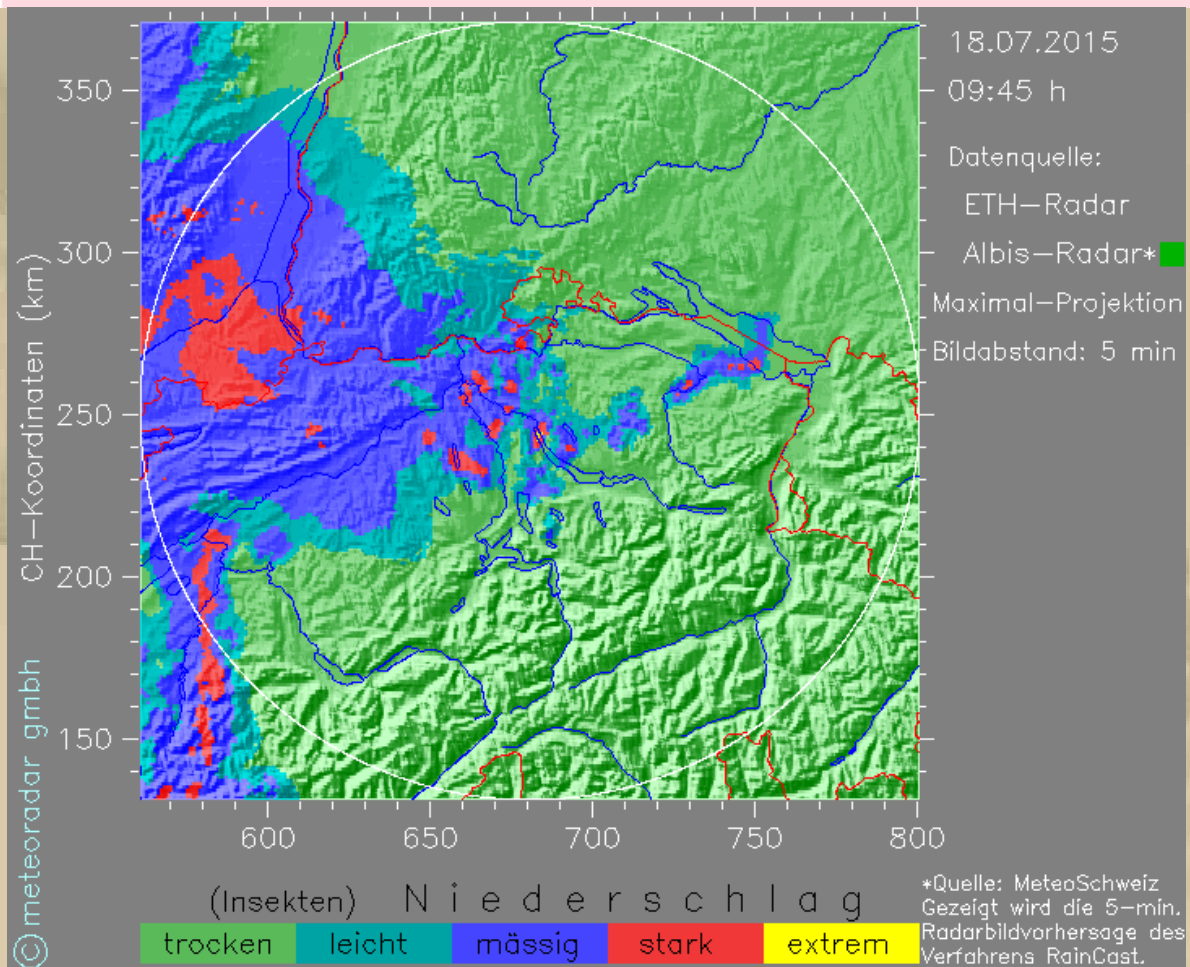 18.07.2015
09:45 h
Datenquelle:
ETH-Radar
Albis-Radar*
Maximal-Projektion
Bildabstand: 5 min
CH-Koordinaten (km)
350
300
250
200
150
600 650 700 750 800
© meteoradar gmbh
(Insekten) Niederschlag
trocken leicht mässig stark extrem
*Quelle: MeteoSchweiz
Gezeigt wird die 5-min.
Radarbildvorhersage des
Verfahrens RainCast.